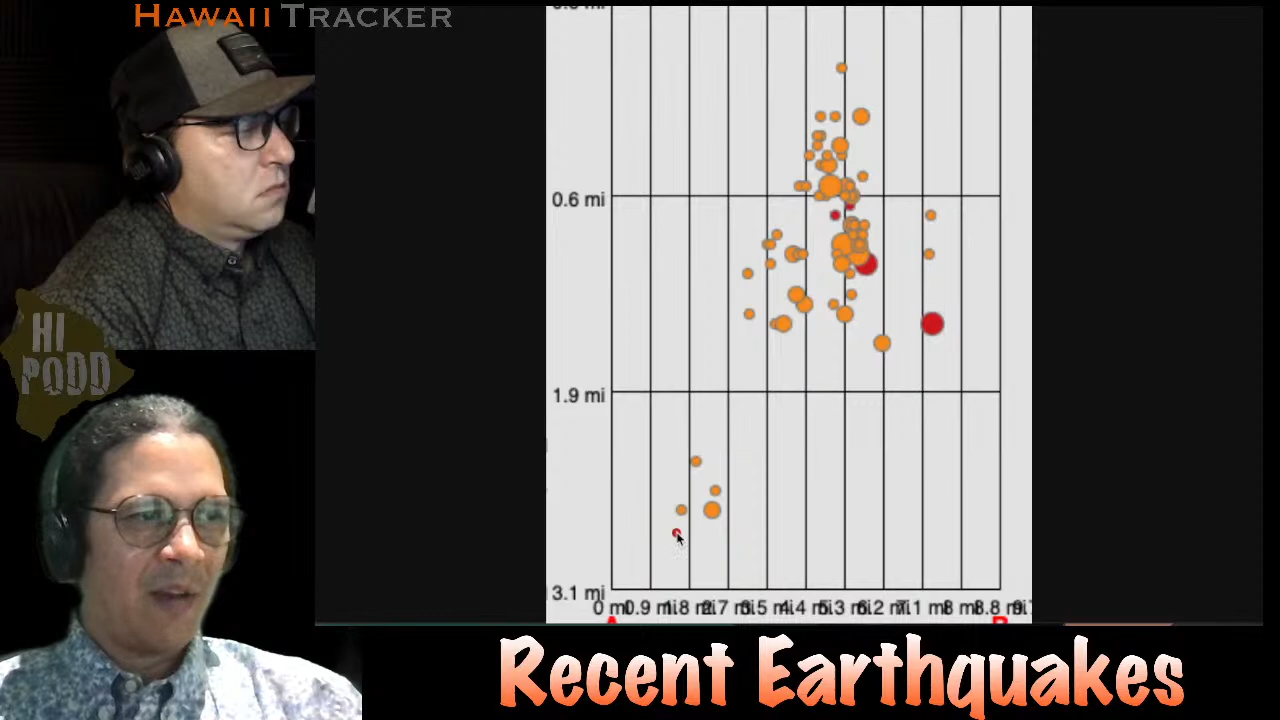 HAWAII TRACKER
0.6 mi
1.9 mi
3.1 mi
HI
PODD
A
B
Recent Earthquakes